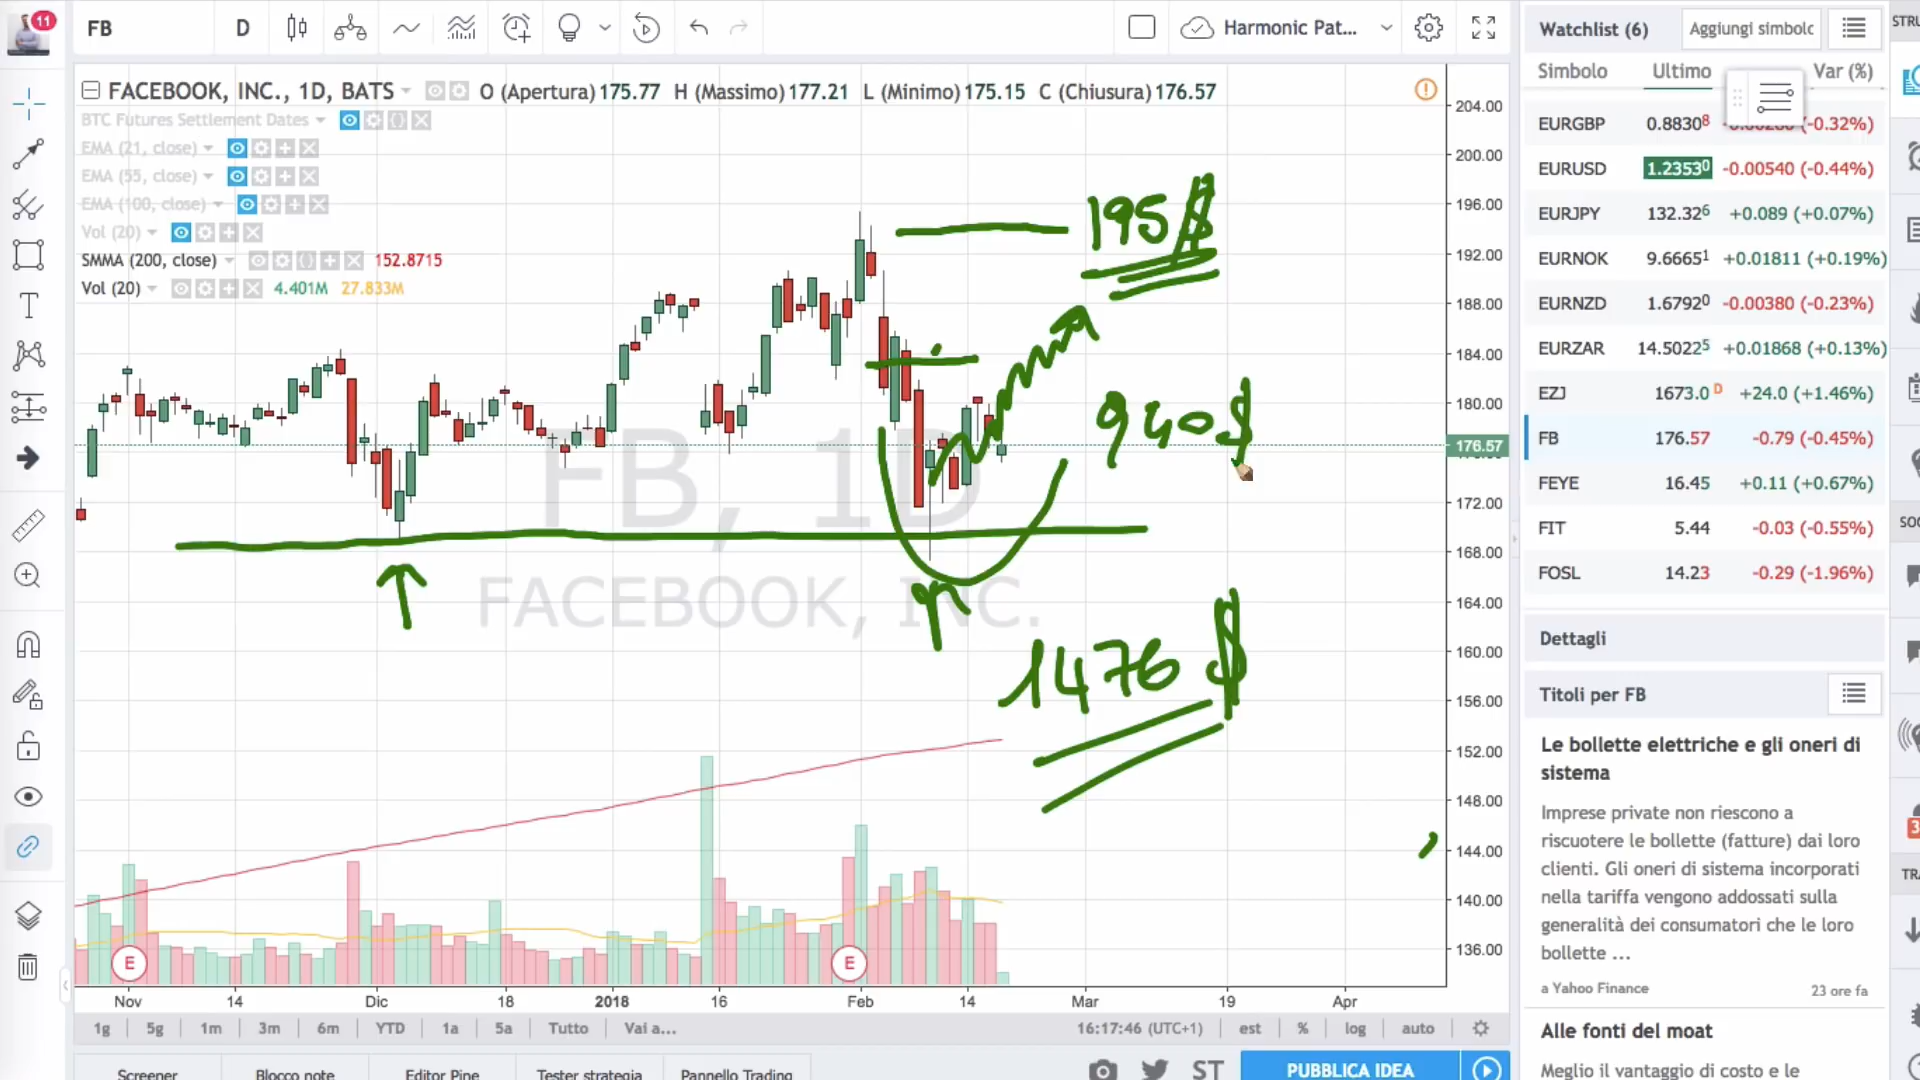 11
FB
D
Harmonic Pat...
FACEBOOK, INC., 1D, BATS
O (Apertura) 175.77 H (Massimo) 177.21 L (Minimo) 175.15 C (Chiusura) 176.57
BTC Futures Settlement Dates
EMA (21, close)
EMA (55, close)
EMA (100, close)
Vol (20)
SMMA (200, close) 152.8715
Vol (20) 4.401M 27.833M
195 $
940 $
1476 $
FB, 1D
FACEBOOK, INC.
204.00
200.00
196.00
192.00
188.00
184.00
180.00
176.57
172.00
168.00
164.00
160.00
156.00
152.00
148.00
144.00
140.00
136.00
E
E
Nov 14 Dic 18 2018 16 Feb 14 Mar 19 Apr
1g 5g 1m 3m 6m YTD 1a 5a Tutto Vai a...
16:17:46 (UTC+1) est % log auto
Screener Blocco note Editor Pine Tester strategia Pannello Trading
ST PUBBLICA IDEA
Watchlist (6) Aggiungi simbolo
Simbolo Ultimo Var (%)
EURGBP 0.88308 (-0.32%)
EURUSD 1.23530 -0.00540 (-0.44%)
EURJPY 132.326 +0.089 (+0.07%)
EURNOK 9.66651 +0.01811 (+0.19%)
EURNZD 1.67920 -0.00380 (-0.23%)
EURZAR 14.50225 +0.01868 (+0.13%)
EZJ 1673.0 D +24.0 (+1.46%)
FB 176.57 -0.79 (-0.45%)
FEYE 16.45 +0.11 (+0.67%)
FIT 5.44 -0.03 (-0.55%)
FOSL 14.23 -0.29 (-1.96%)
Dettagli
Titoli per FB
Le bollette elettriche e gli oneri di
sistema
Imprese private non riescono a
riscuotere le bollette (fatture) dai loro
clienti. Gli oneri di sistema incorporati
nella tariffa vengono addossati sulla
generalità dei consumatori che le loro
bollette ...
a Yahoo Finance 23 ore fa
Alle fonti del moat
Meglio il vantaggio di costo e le